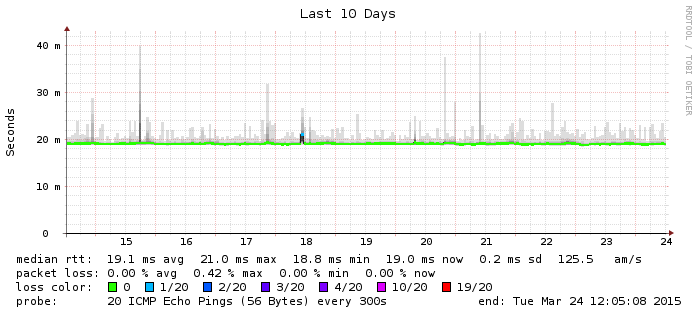 Last 10 Days
RRDTOOL / TOBI OETIKER
Seconds
40 m
30 m
20 m
10 m
0
15 16 17 18 19 20 21 22 23 24
median rtt: 19.1 ms avg 21.0 ms max 18.8 ms min 19.0 ms now 0.2 ms sd 125.5 am/s
packet loss: 0.00 % avg 0.42 % max 0.00 % min 0.00 % now
loss color: 0 1/20 2/20 3/20 4/20 10/20 19/20
probe: 20 ICMP Echo Pings (56 Bytes) every 300s end: Tue Mar 24 12:05:08 2015